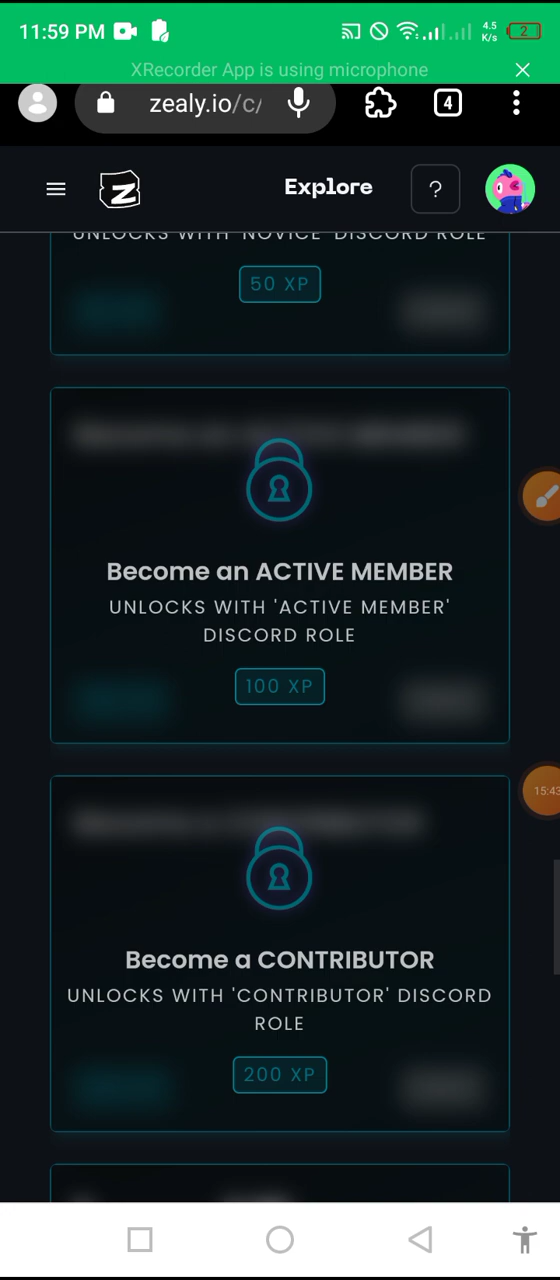 11:59 PM
4.5
K/s
2
XRecorder App is using microphone
zealy.io/c/
4
Z
Explore
?
UNLOCKS WITH 'NOVICE' DISCORD ROLE
50 XP
Become an ACTIVE MEMBER
UNLOCKS WITH 'ACTIVE MEMBER'
DISCORD ROLE
100 XP
15:43
Become a CONTRIBUTOR
UNLOCKS WITH 'CONTRIBUTOR' DISCORD
ROLE
200 XP